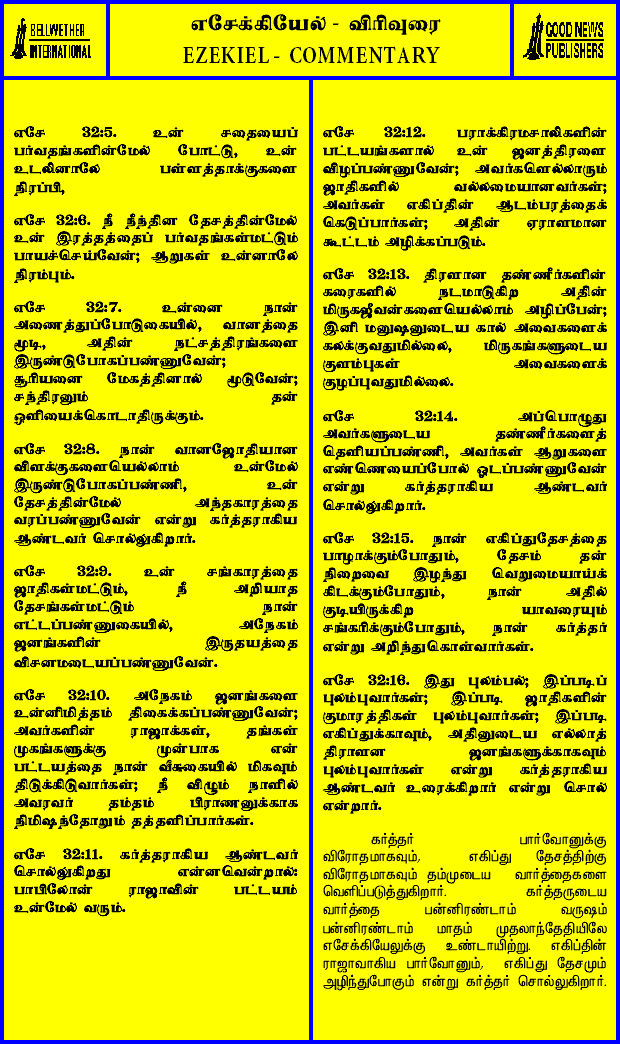 BELLWETHER
INTERNATIONAL
எசேக்கியேல் - விரிவுரை
EZEKIEL - COMMENTARY
GOOD NEWS
PUBLISHERS
எசே 32:5. உன் சதையைப்
பர்வதங்களின்மேல் போட்டு, உன்
உடலினாலே பள்ளத்தாக்குகளை
நிரப்பி,
எசே 32:6. நீ நீந்தின தேசத்தின்மேல்
உன் இரத்தத்தைப் பர்வதங்கள்மட்டும்
பாயச்செய்வேன்; ஆறுகள் உன்னாலே
நிரம்பும்.
எசே 32:7. உன்னை நான்
அணைத்துப்போடுகையில், வானத்தை
மூடி, அதின் நட்சத்திரங்களை
இருண்டுபோகப்பண்ணுவேன்;
சூரியனை மேகத்தினால் மூடுவேன்;
சந்திரனும் தன்
ஒளியைக்கொடாதிருக்கும்.
எசே 32:8. நான் வானஜோதியான
விளக்குகளையெல்லாம் உன்மேல்
இருண்டுபோகப்பண்ணி, உன்
தேசத்தின்மேல் அந்தகாரத்தை
வரப்பண்ணுவேன் என்று கர்த்தராகிய
ஆண்டவர் சொல்லுகிறார்.
எசே 32:9. உன் சங்காரத்தை
ஜாதிகள்மட்டும், நீ அறியாத
தேசங்கள்மட்டும் நான்
எட்டப்பண்ணுகையில், அநேகம்
ஜனங்களின் இருதயத்தை
விசனமடையப்பண்ணுவேன்.
எசே 32:10. அநேகம் ஜனங்களை
உன்னிமித்தம் திகைக்கப்பண்ணுவேன்;
அவர்களின் ராஜாக்கள், தங்கள்
முகங்களுக்கு முன்பாக என்
பட்டயத்தை நான் வீசுகையில் மிகவும்
திடுக்கிடுவார்கள்; நீ விழும் நாளில்
அவரவர் தம்தம் பிராணனுக்காக
நிமிஷந்தோறும் தத்தளிப்பார்கள்.
எசே 32:11. கர்த்தராகிய ஆண்டவர்
சொல்லுகிறது என்னவென்றால்:
பாபிலோன் ராஜாவின் பட்டயம்
உன்மேல் வரும்.
எசே 32:12. பராக்கிரமசாலிகளின்
பட்டயங்களால் உன் ஜனத்திரளை
விழப்பண்ணுவேன்; அவர்களெல்லாரும்
ஜாதிகளில் வல்லமையானவர்கள்;
அவர்கள் எகிப்தின் ஆடம்பரத்தைக்
கெடுப்பார்கள்; அதின் ஏராளமான
கூட்டம் அழிக்கப்படும்.
எசே 32:13. திரளான தண்ணீர்களின்
கரைகளில் நடமாடுகிற அதின்
மிருகஜீவன்களையெல்லாம் அழிப்பேன்;
இனி மனுஷனுடைய கால் அவைகளைக்
கலக்குவதுமில்லை, மிருகங்களுடைய
குளம்புகள் அவைகளைக்
குழப்புவதுமில்லை.
எசே 32:14. அப்பொழுது
அவர்களுடைய தண்ணீர்களைத்
தெளியப்பண்ணி, அவர்கள் ஆறுகளை
எண்ணெயைப்போல் ஓடப்பண்ணுவேன்
என்று கர்த்தராகிய ஆண்டவர்
சொல்லுகிறார்.
எசே 32:15. நான் எகிப்துதேசத்தை
பாழாக்கும்போதும், தேசம் தன்
நிறைவை இழந்து வெறுமையாய்க்
கிடக்கும்போதும், நான் அதில்
குடியிருக்கிற யாவரையும்
சங்கரிக்கும்போதும், நான் கர்த்தர்
என்று அறிந்துகொள்வார்கள்.
எசே 32:16. இது புலம்பல்; இப்படிப்
புலம்புவார்கள்; இப்படி ஜாதிகளின்
குமாரத்திகள் புலம்புவார்கள்; இப்படி
எகிப்துக்காவும், அதினுடைய எல்லாத்
திரளான ஜனங்களுக்காகவும்
புலம்புவார்கள் என்று கர்த்தராகிய
ஆண்டவர் உரைக்கிறார் என்று சொல்
என்றார்.
கர்த்தர் பார்வோனுக்கு
விரோதமாகவும், எகிப்து தேசத்திற்கு
விரோதமாகவும் தம்முடைய வார்த்தைகளை
வெளிப்படுத்துகிறார். கர்த்தருடைய
வார்த்தை பன்னிரண்டாம் வருஷம்
பன்னிரண்டாம் மாதம் முதலாந்தேதியிலே
எசேக்கியேலுக்கு உண்டாயிற்று. எகிப்தின்
ராஜாவாகிய பார்வோனும், எகிப்து தேசமும்
அழிந்துபோகும் என்று கர்த்தர் சொல்லுகிறார்.